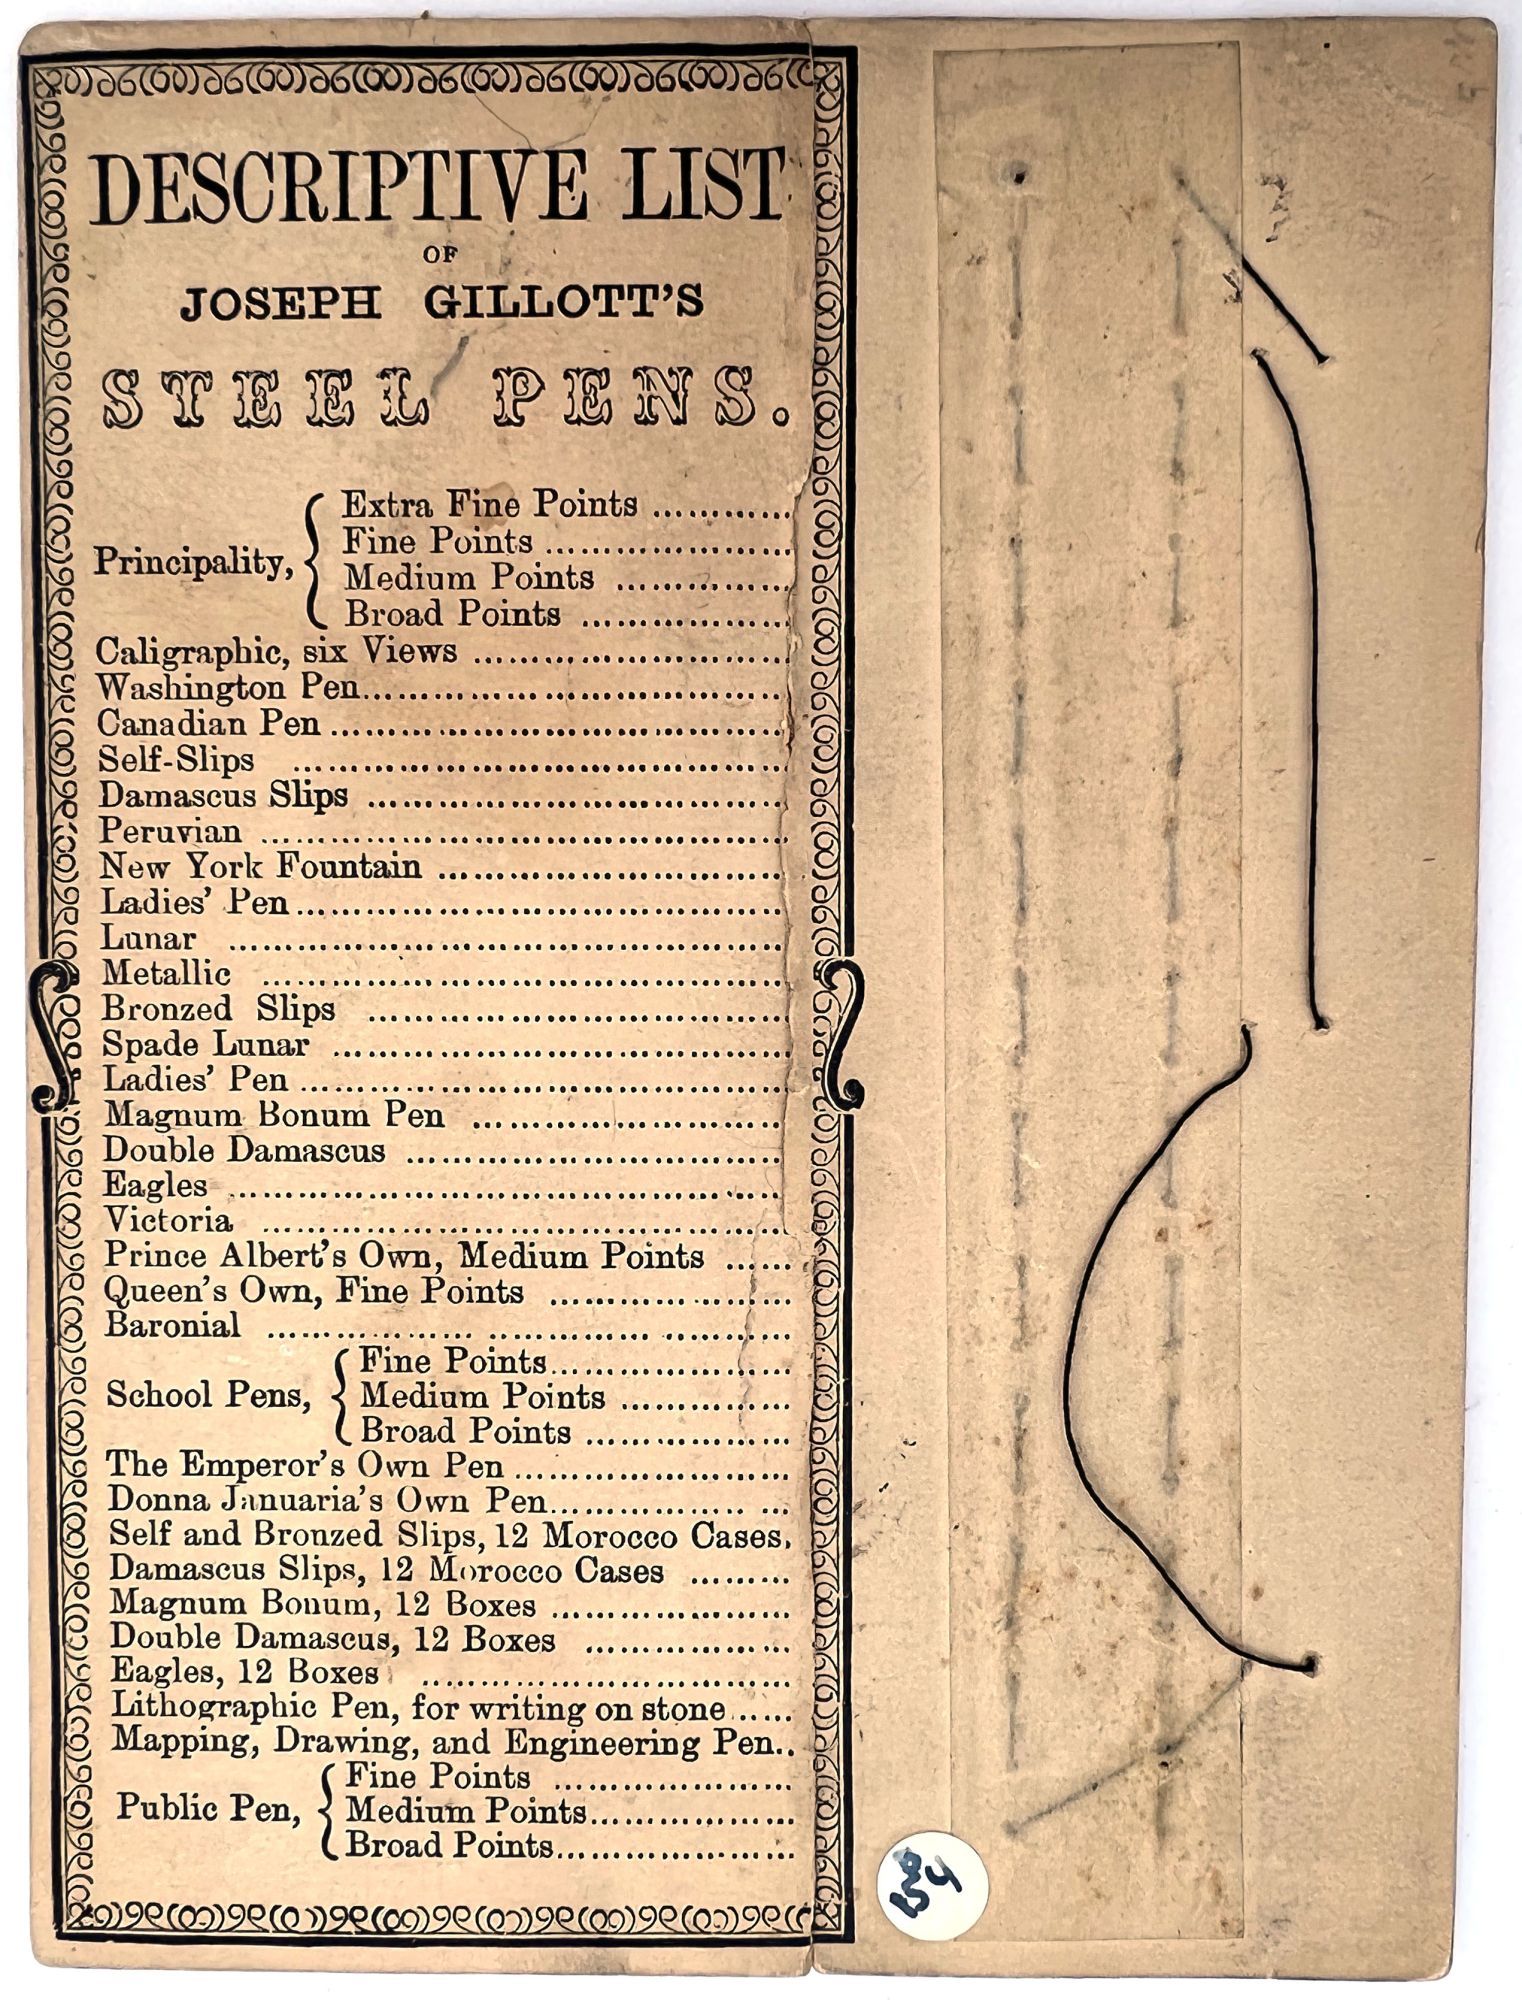 DESCRIPTIVE LIST
OF
JOSEPH GILLOTT'S
STEEL PENS.
Principality, { Extra Fine Points ............
Fine Points .....................
Medium Points ...............
Broad Points ..................
Caligraphic, six Views ...........................
Washington Pen....................................
Canadian Pen .......................................
Self-Slips ..........................................
Damascus Slips ...................................
Peruvian .............................................
New York Fountain ..............................
Ladies' Pen..........................................
Lunar ................................................
Metallic .............................................
Bronzed Slips ....................................
Spade Lunar .......................................
Ladies' Pen ..........................................
Magnum Bonum Pen ...........................
Double Damascus ................................
Eagles ................................................
Victoria .............................................
Prince Albert's Own, Medium Points ......
Queen's Own, Fine Points .....................
Baronial .............................................
School Pens, { Fine Points.....................
Medium Points ...............
Broad Points ..................
The Emperor's Own Pen ........................
Donna Januaria's Own Pen.....................
Self and Bronzed Slips, 12 Morocco Cases.
Damascus Slips, 12 Morocco Cases .........
Magnum Bonum, 12 Boxes .....................
Double Damascus, 12 Boxes ..................
Eagles, 12 Boxes .................................
Lithographic Pen, for writing on stone......
Mapping, Drawing, and Engineering Pen..
Public Pen, { Fine Points .....................
Medium Points..................
Broad Points.....................